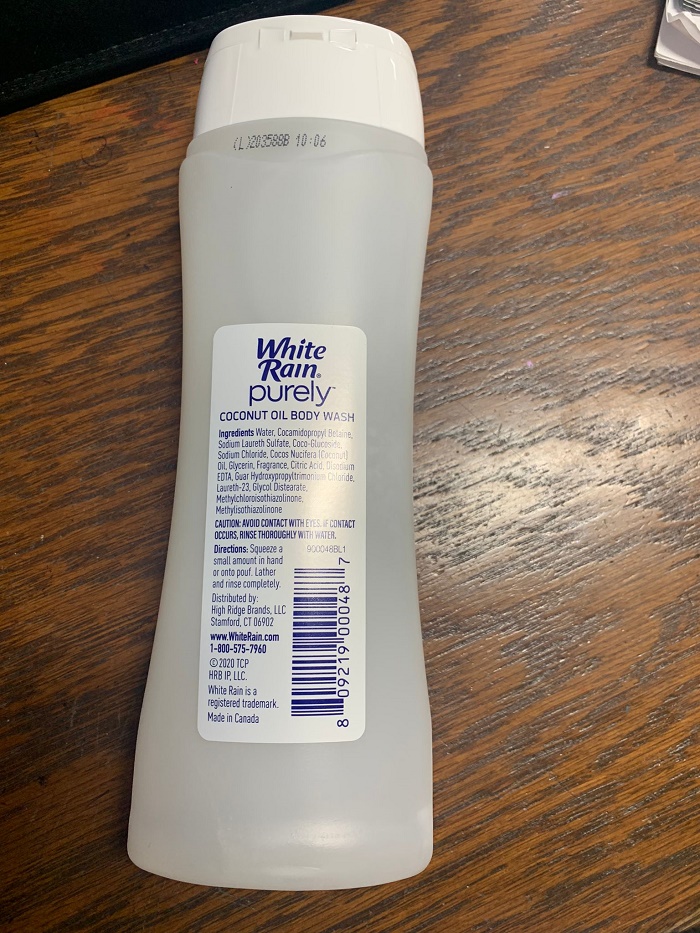 (L)203588B 10:06
White
Rain®
purely™
COCONUT OIL BODY WASH
Ingredients Water, Cocamidopropyl Betaine,
Sodium Laureth Sulfate, Coco-Glucoside,
Sodium Chloride, Cocos Nucifera (Coconut)
Oil, Glycerin, Fragrance, Citric Acid, Disodium
EDTA, Guar Hydroxypropyltrimonium Chloride,
Laureth-23, Glycol Distearate,
Methylchloroisothiazolinone,
Methylisothiazolinone
CAUTION: AVOID CONTACT WITH EYES. IF CONTACT
OCCURS, RINSE THOROUGHLY WITH WATER.
Directions: Squeeze a
small amount in hand
or onto pouf. Lather
and rinse completely.
Distributed by:
High Ridge Brands, LLC
Stamford, CT 06902
www.WhiteRain.com
1-800-575-7960
©2020 TCP
HRB IP, LLC.
White Rain is a
registered trademark.
Made in Canada
900048BL1
8 09219 00048 7